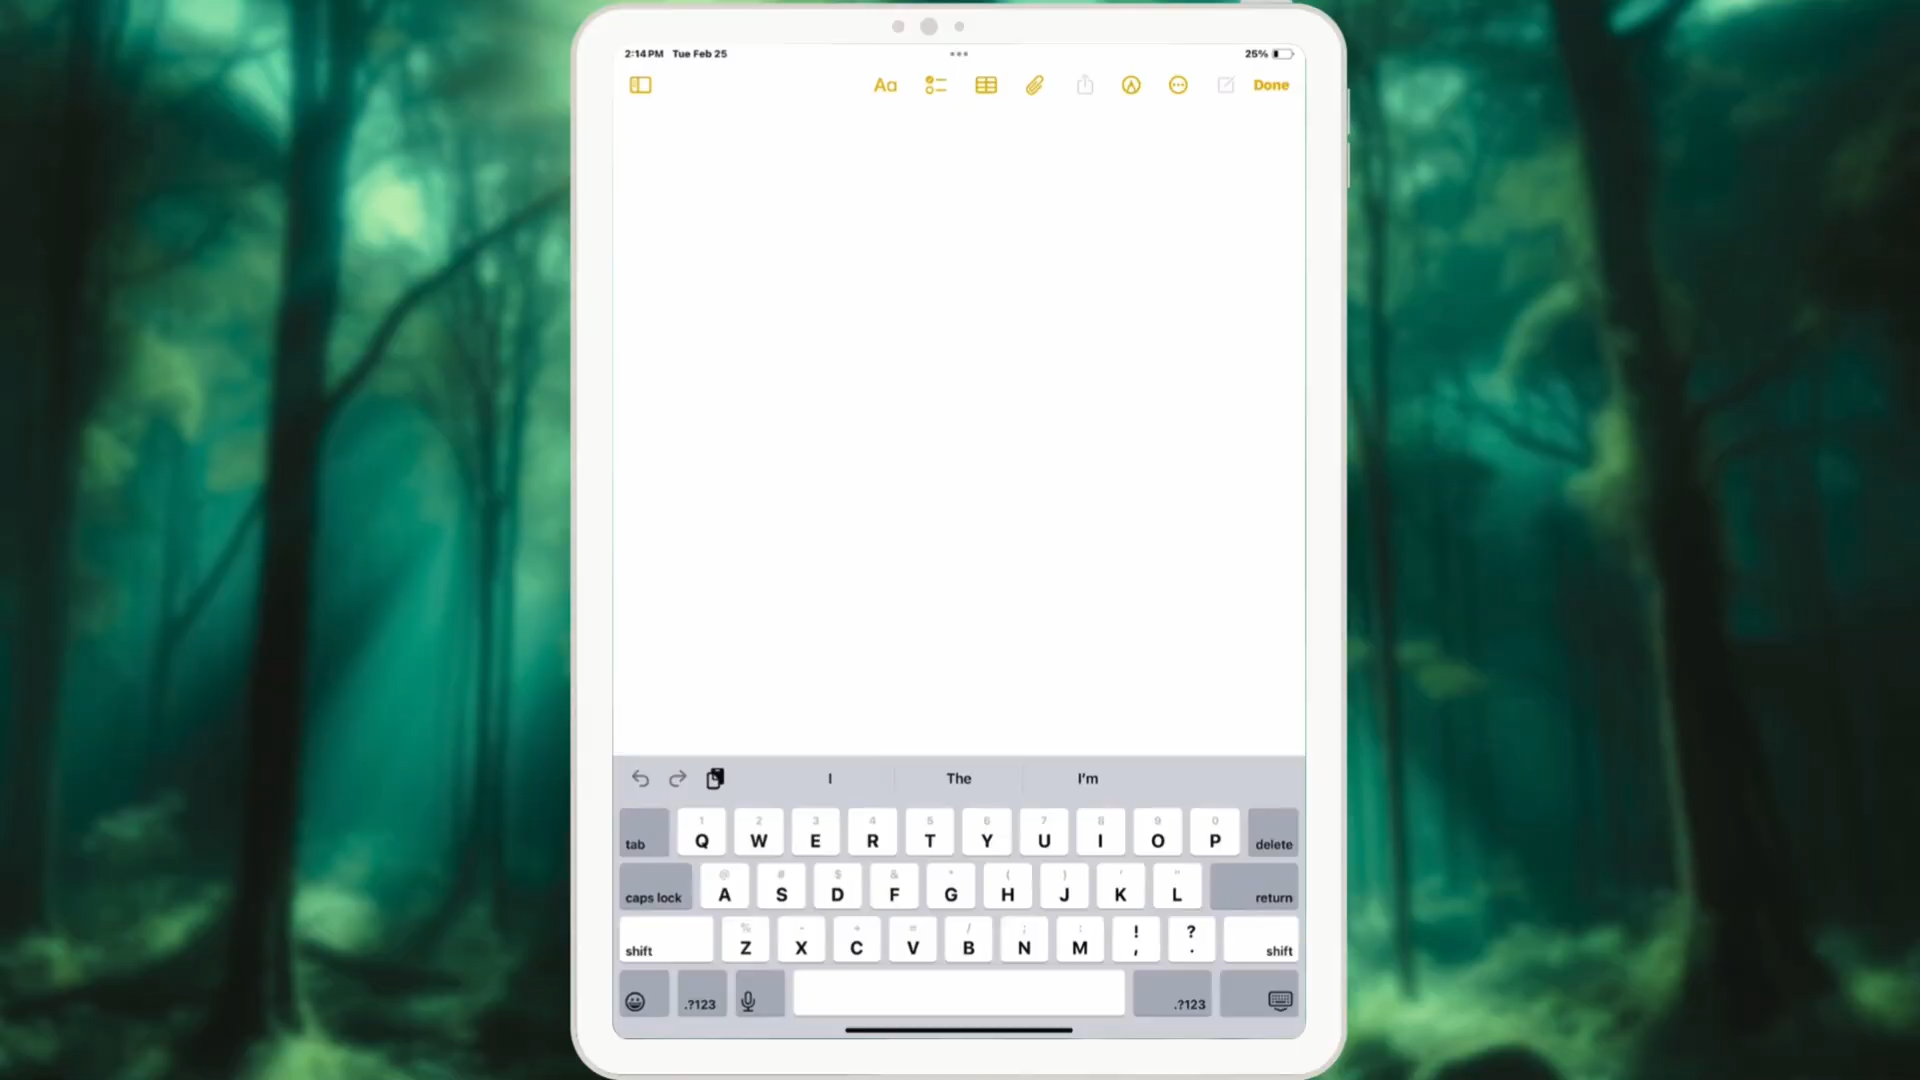 2:14 PM Tue Feb 25
25%
Aa
Done
I The I'm
tab 1 Q 2 W 3 E 4 R 5 T 6 Y 7 U 8 I 9 O 0 P delete
caps lock @ A # S $ D & F * G ( H ) J ' K " L return
shift % Z - X + C = V / B ; N : M ! , ? . shift
.?123 .?123